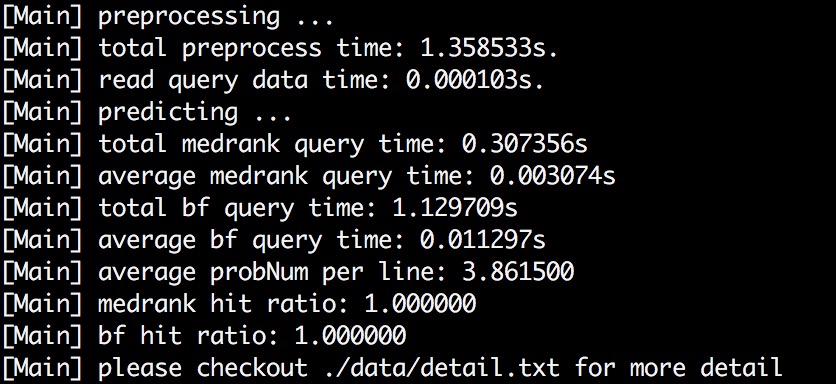 [Main] preprocessing ...
[Main] total preprocess time: 1.358533s.
[Main] read query data time: 0.000103s.
[Main] predicting ...
[Main] total medrank query time: 0.307356s
[Main] average medrank query time: 0.003074s
[Main] total bf query time: 1.129709s
[Main] average bf query time: 0.011297s
[Main] average probNum per line: 3.861500
[Main] medrank hit ratio: 1.000000
[Main] bf hit ratio: 1.000000
[Main] please checkout ./data/detail.txt for more detail